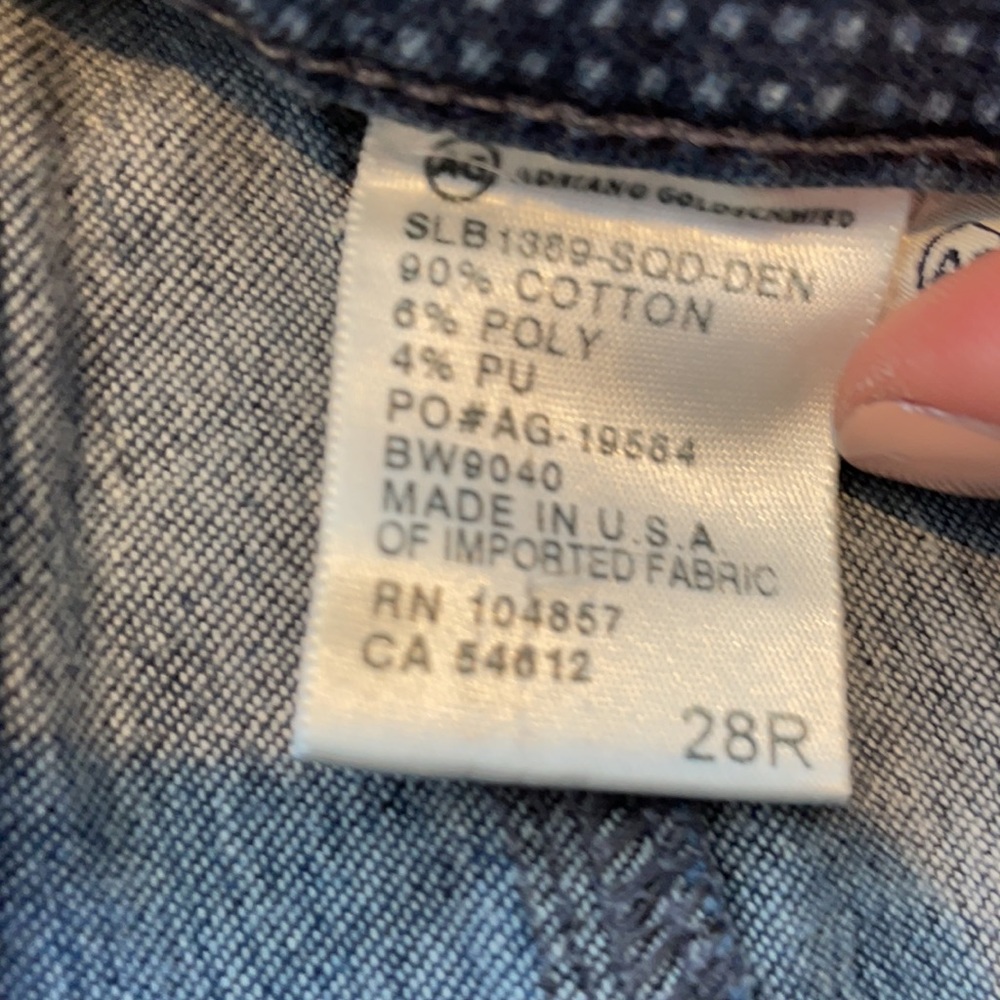 AG ADRIANO GOLDSCHMIED
SLB1389-SQD-DEN
90% COTTON
6% POLY
4% PU
PO#AG-19564
BW9040
MADE IN U.S.A.
OF IMPORTED FABRIC
RN 104857
CA 54612
28R